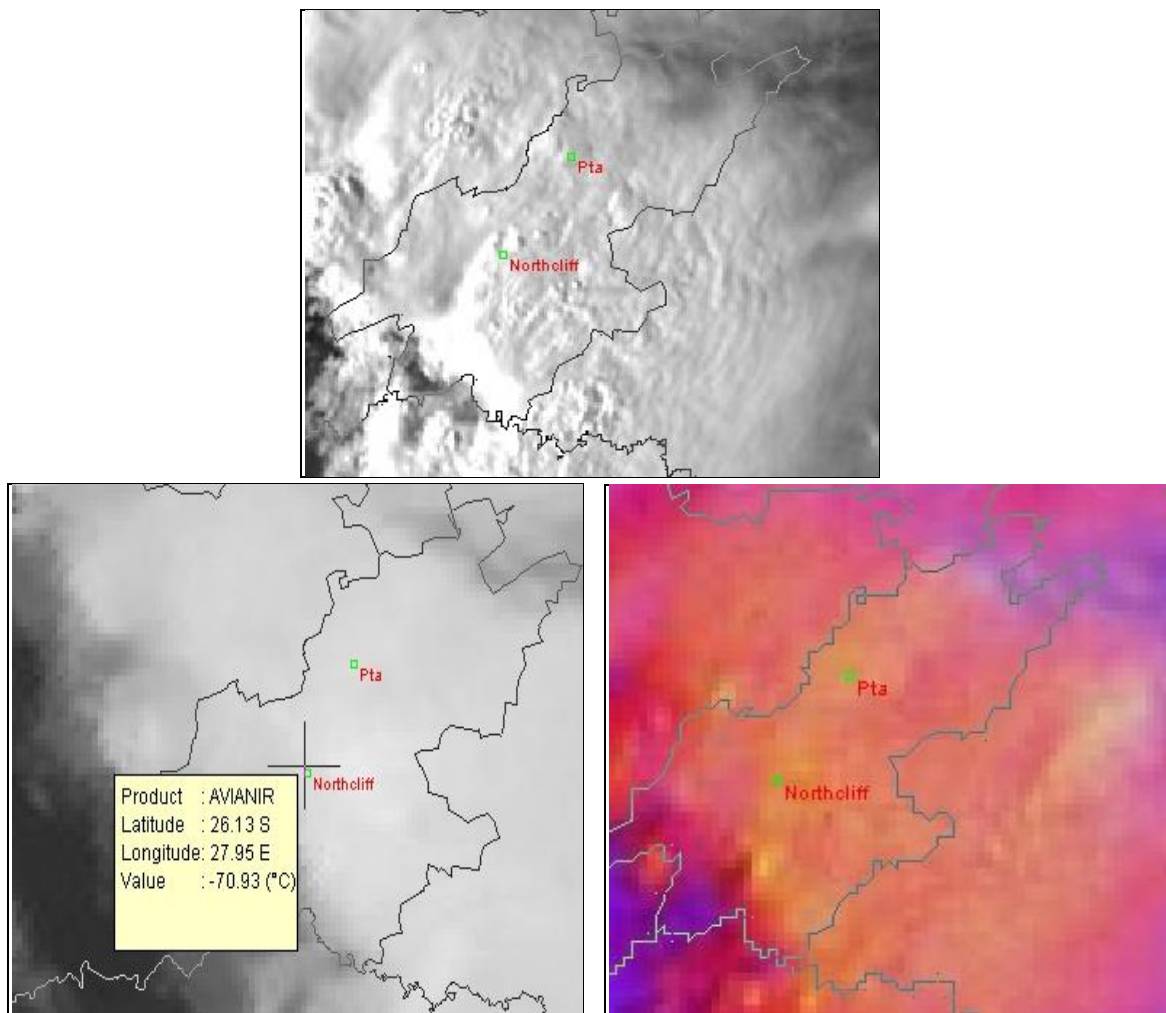 Pta
Northcliff
Pta
Northcliff
Product : AVIANIR
Latitude : 26.13 S
Longitude: 27.95 E
Value : -70.93 (°C)
Pta
Northcliff